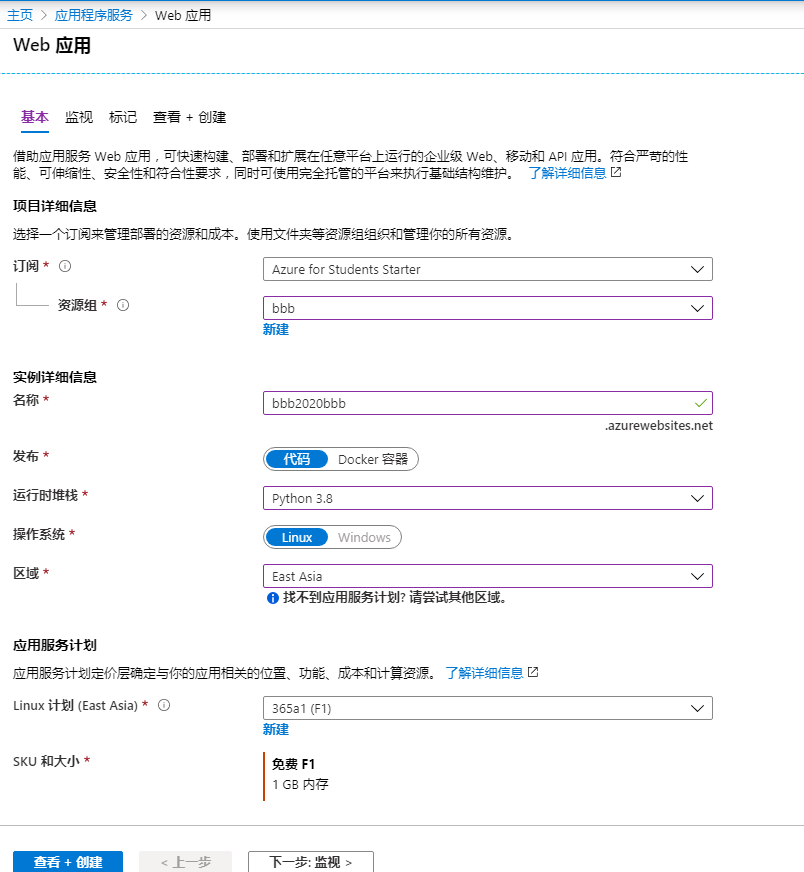 主页 > 应用程序服务 > Web 应用
Web 应用
基本 监视 标记 查看 + 创建
借助应用服务 Web 应用，可快速构建、部署和扩展在任意平台上运行的企业级 Web、移动和 API 应用。符合严苛的性
能、可伸缩性、安全性和符合性要求，同时可使用完全托管的平台来执行基础结构维护。 了解详细信息
项目详细信息
选择一个订阅来管理部署的资源和成本。使用文件夹等资源组组织和管理你的所有资源。
订阅 * Azure for Students Starter
资源组 * bbb
新建
实例详细信息
名称 * bbb2020bbb
.azurewebsites.net
发布 * 代码 Docker 容器
运行时堆栈 * Python 3.8
操作系统 * Linux Windows
区域 * East Asia
找不到应用服务计划? 请尝试其他区域。
应用服务计划
应用服务计划定价层确定与你的应用相关的位置、功能、成本和计算资源。 了解详细信息
Linux 计划 (East Asia) * 365a1 (F1)
新建
SKU 和大小 * 免费 F1
1 GB 内存
查看 + 创建 < 上一步 下一步: 监视 >